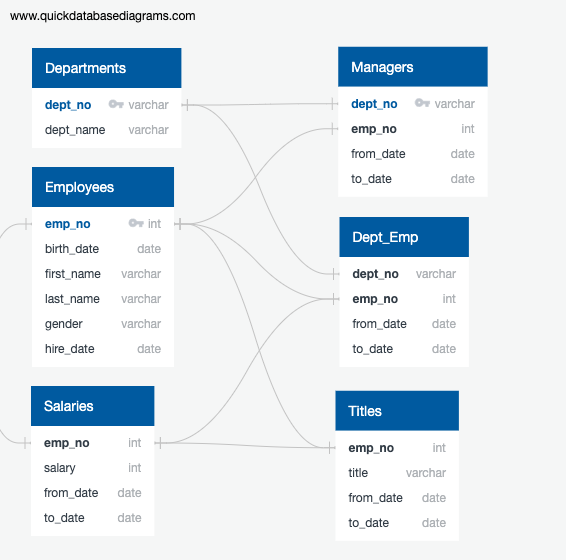 www.quickdatabasediagrams.com
Departments
dept_no varchar
dept_name varchar
Managers
dept_no varchar
emp_no int
from_date date
to_date date
Employees
emp_no int
birth_date date
first_name varchar
last_name varchar
gender varchar
hire_date date
Dept_Emp
dept_no varchar
emp_no int
from_date date
to_date date
Salaries
emp_no int
salary int
from_date date
to_date date
Titles
emp_no int
title varchar
from_date date
to_date date